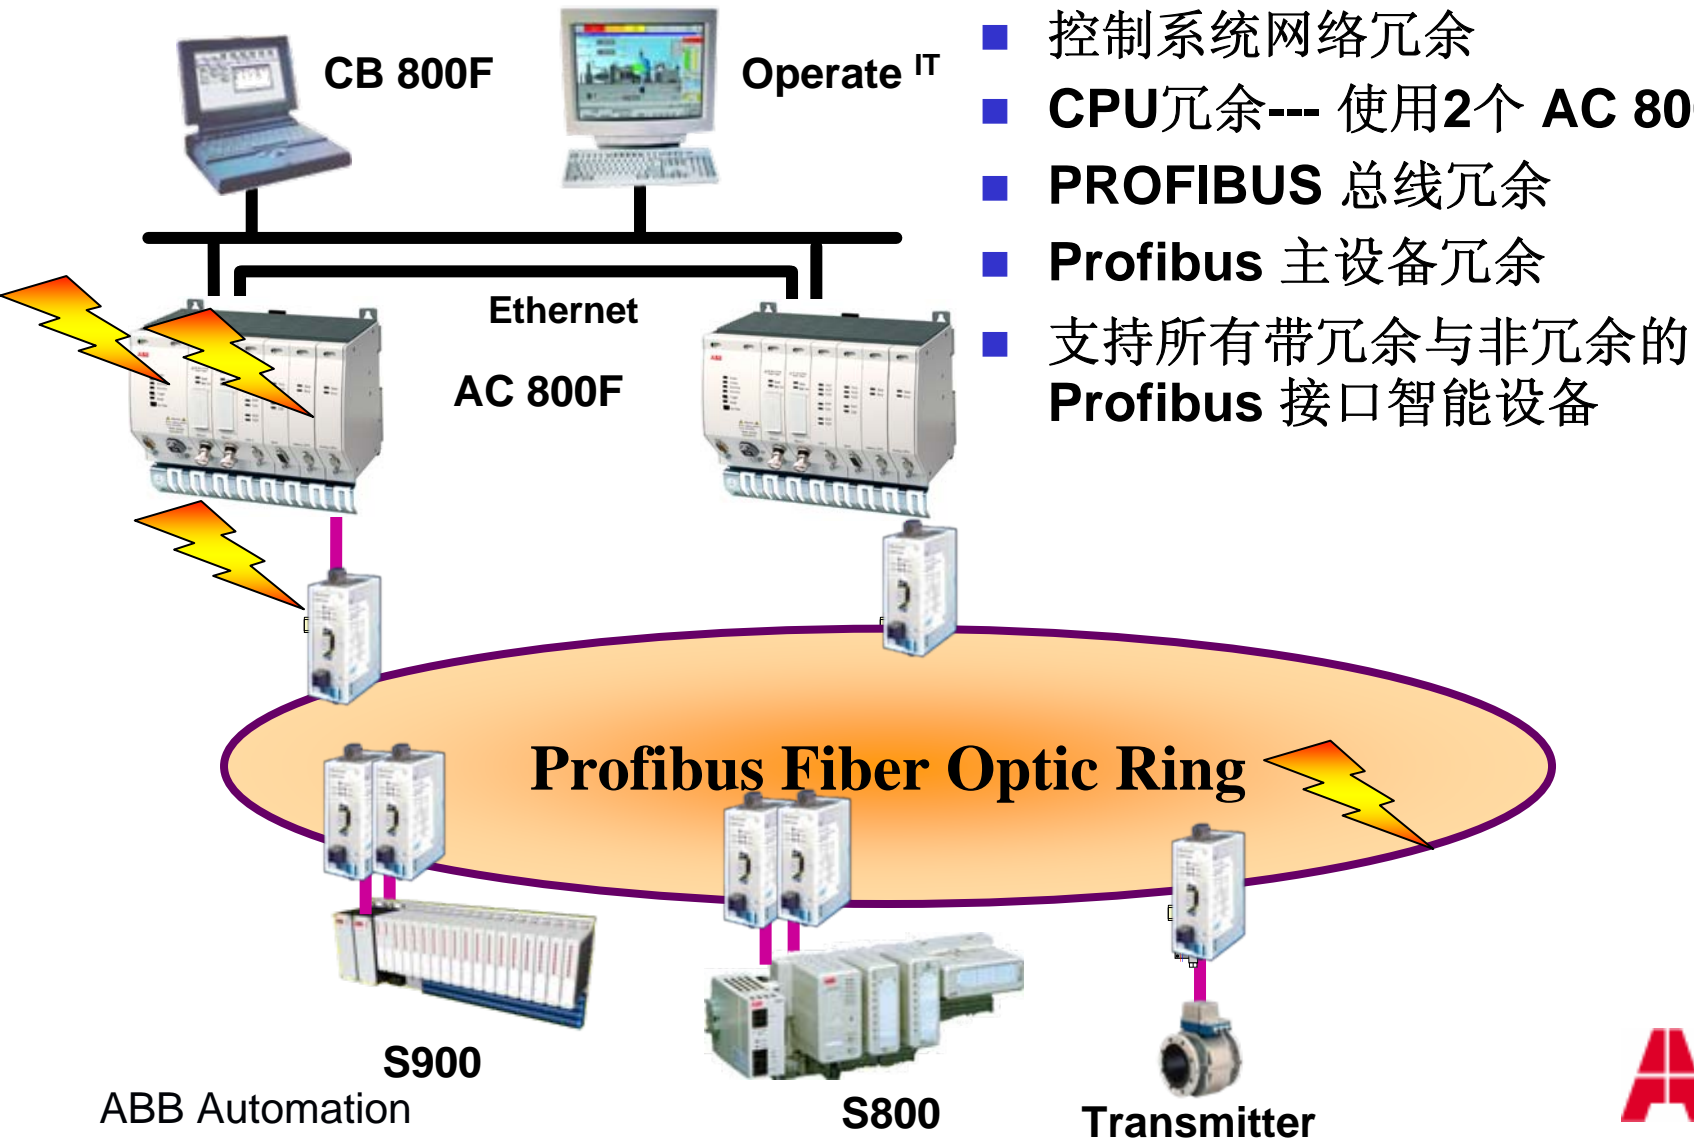 CB 800F
Operate IT
控制系统网络冗余
CPU冗余--- 使用2个 AC 80
PROFIBUS 总线冗余
Profibus 主设备冗余
支持所有带冗余与非冗余的
Profibus 接口智能设备
Ethernet
AC 800F
Profibus Fiber Optic Ring
S900
S800
Transmitter
ABB Automation